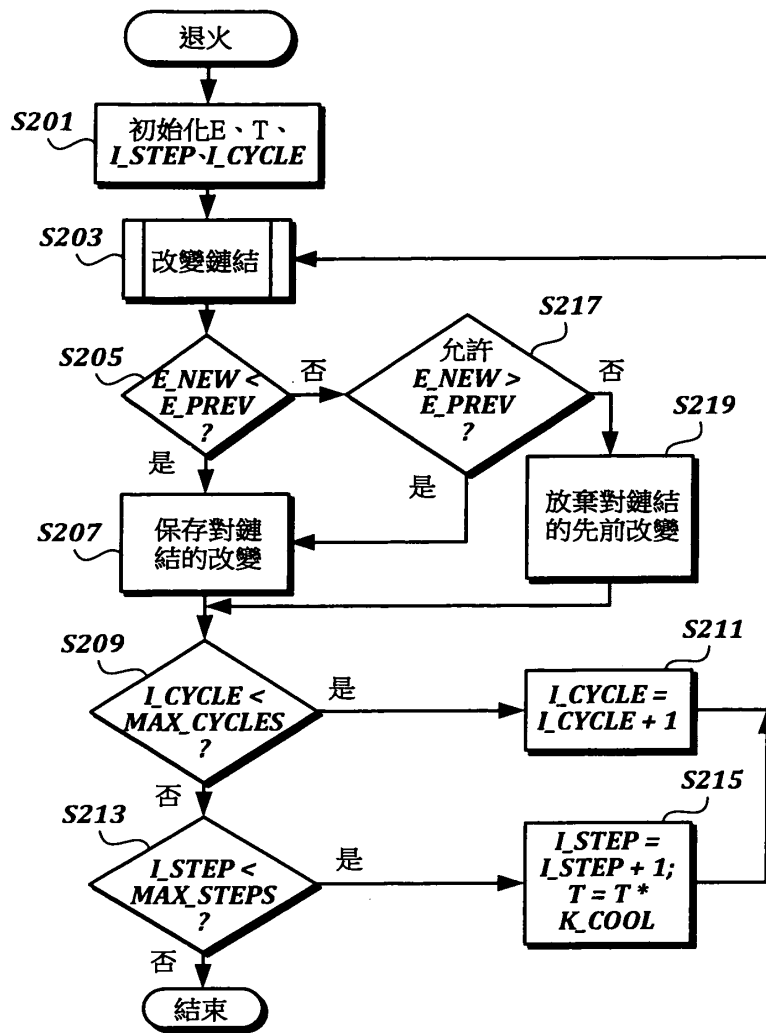 退火
S201
初始化E、T、
I_STEP、I_CYCLE
S203
改變鏈結
S205
E_NEW <
E_PREV
?
否
是
S217
允許
E_NEW >
E_PREV
?
否
是
S219
放棄對鏈結
的先前改變
S207
保存對鏈
結的改變
S209
I_CYCLE <
MAX_CYCLES
?
是
否
S211
I_CYCLE =
I_CYCLE + 1
S213
I_STEP <
MAX_STEPS
?
是
否
S215
I_STEP =
I_STEP + 1;
T = T *
K_COOL
結束